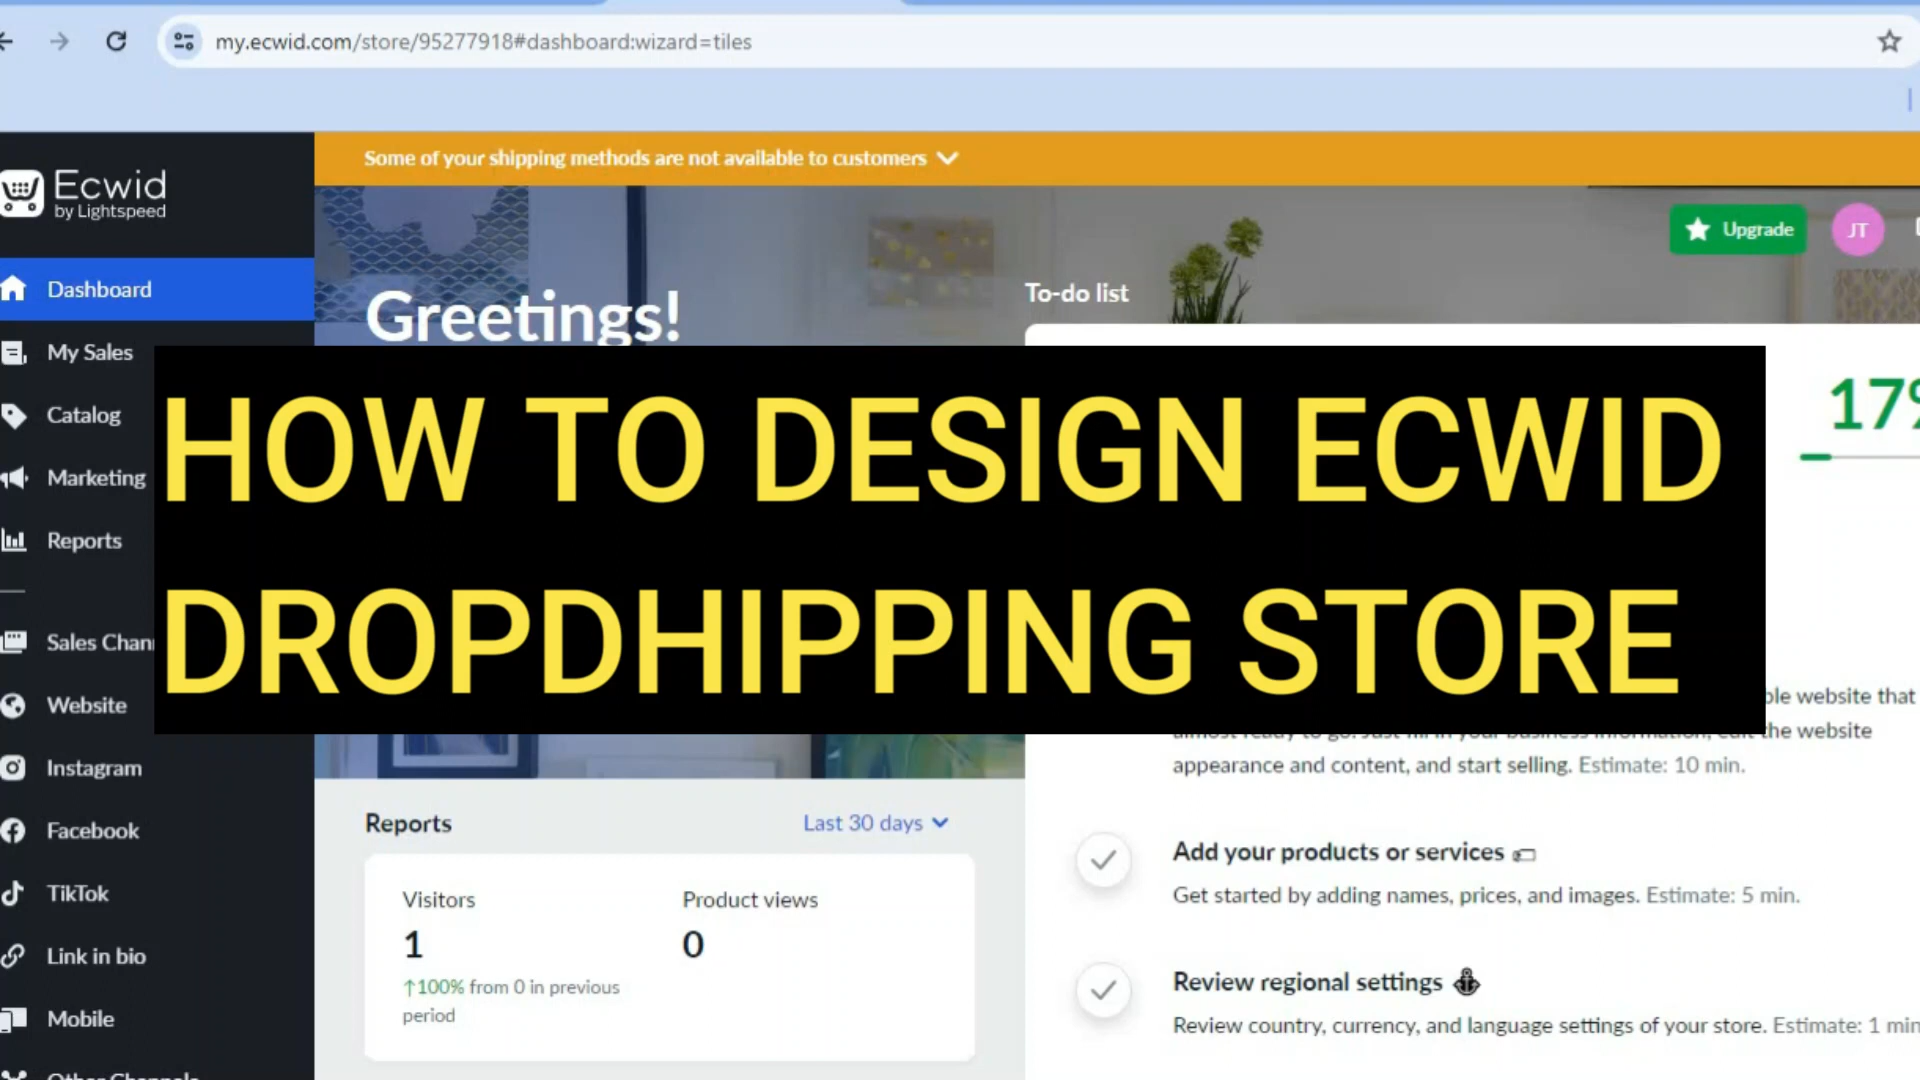 my.ecwid.com/store/95277918#dashboard:wizard=tiles
Some of your shipping methods are not available to customers
Ecwid
by Lightspeed
Upgrade
JT
Dashboard
Greetings!
To-do list
My Sales
HOW TO DESIGN ECWID
DROPDHIPPING STORE
17%
Catalog
Marketing
Reports
Sales Chan
Website
Instagram
Facebook
TikTok
Link in bio
Mobile
website that
the website
appearance and content, and start selling. Estimate: 10 min.
Reports
Last 30 days
Visitors
Product views
1
0
↑100% from 0 in previous
period
Add your products or services
Get started by adding names, prices, and images. Estimate: 5 min.
Review regional settings
Review country, currency, and language settings of your store. Estimate: 1 min